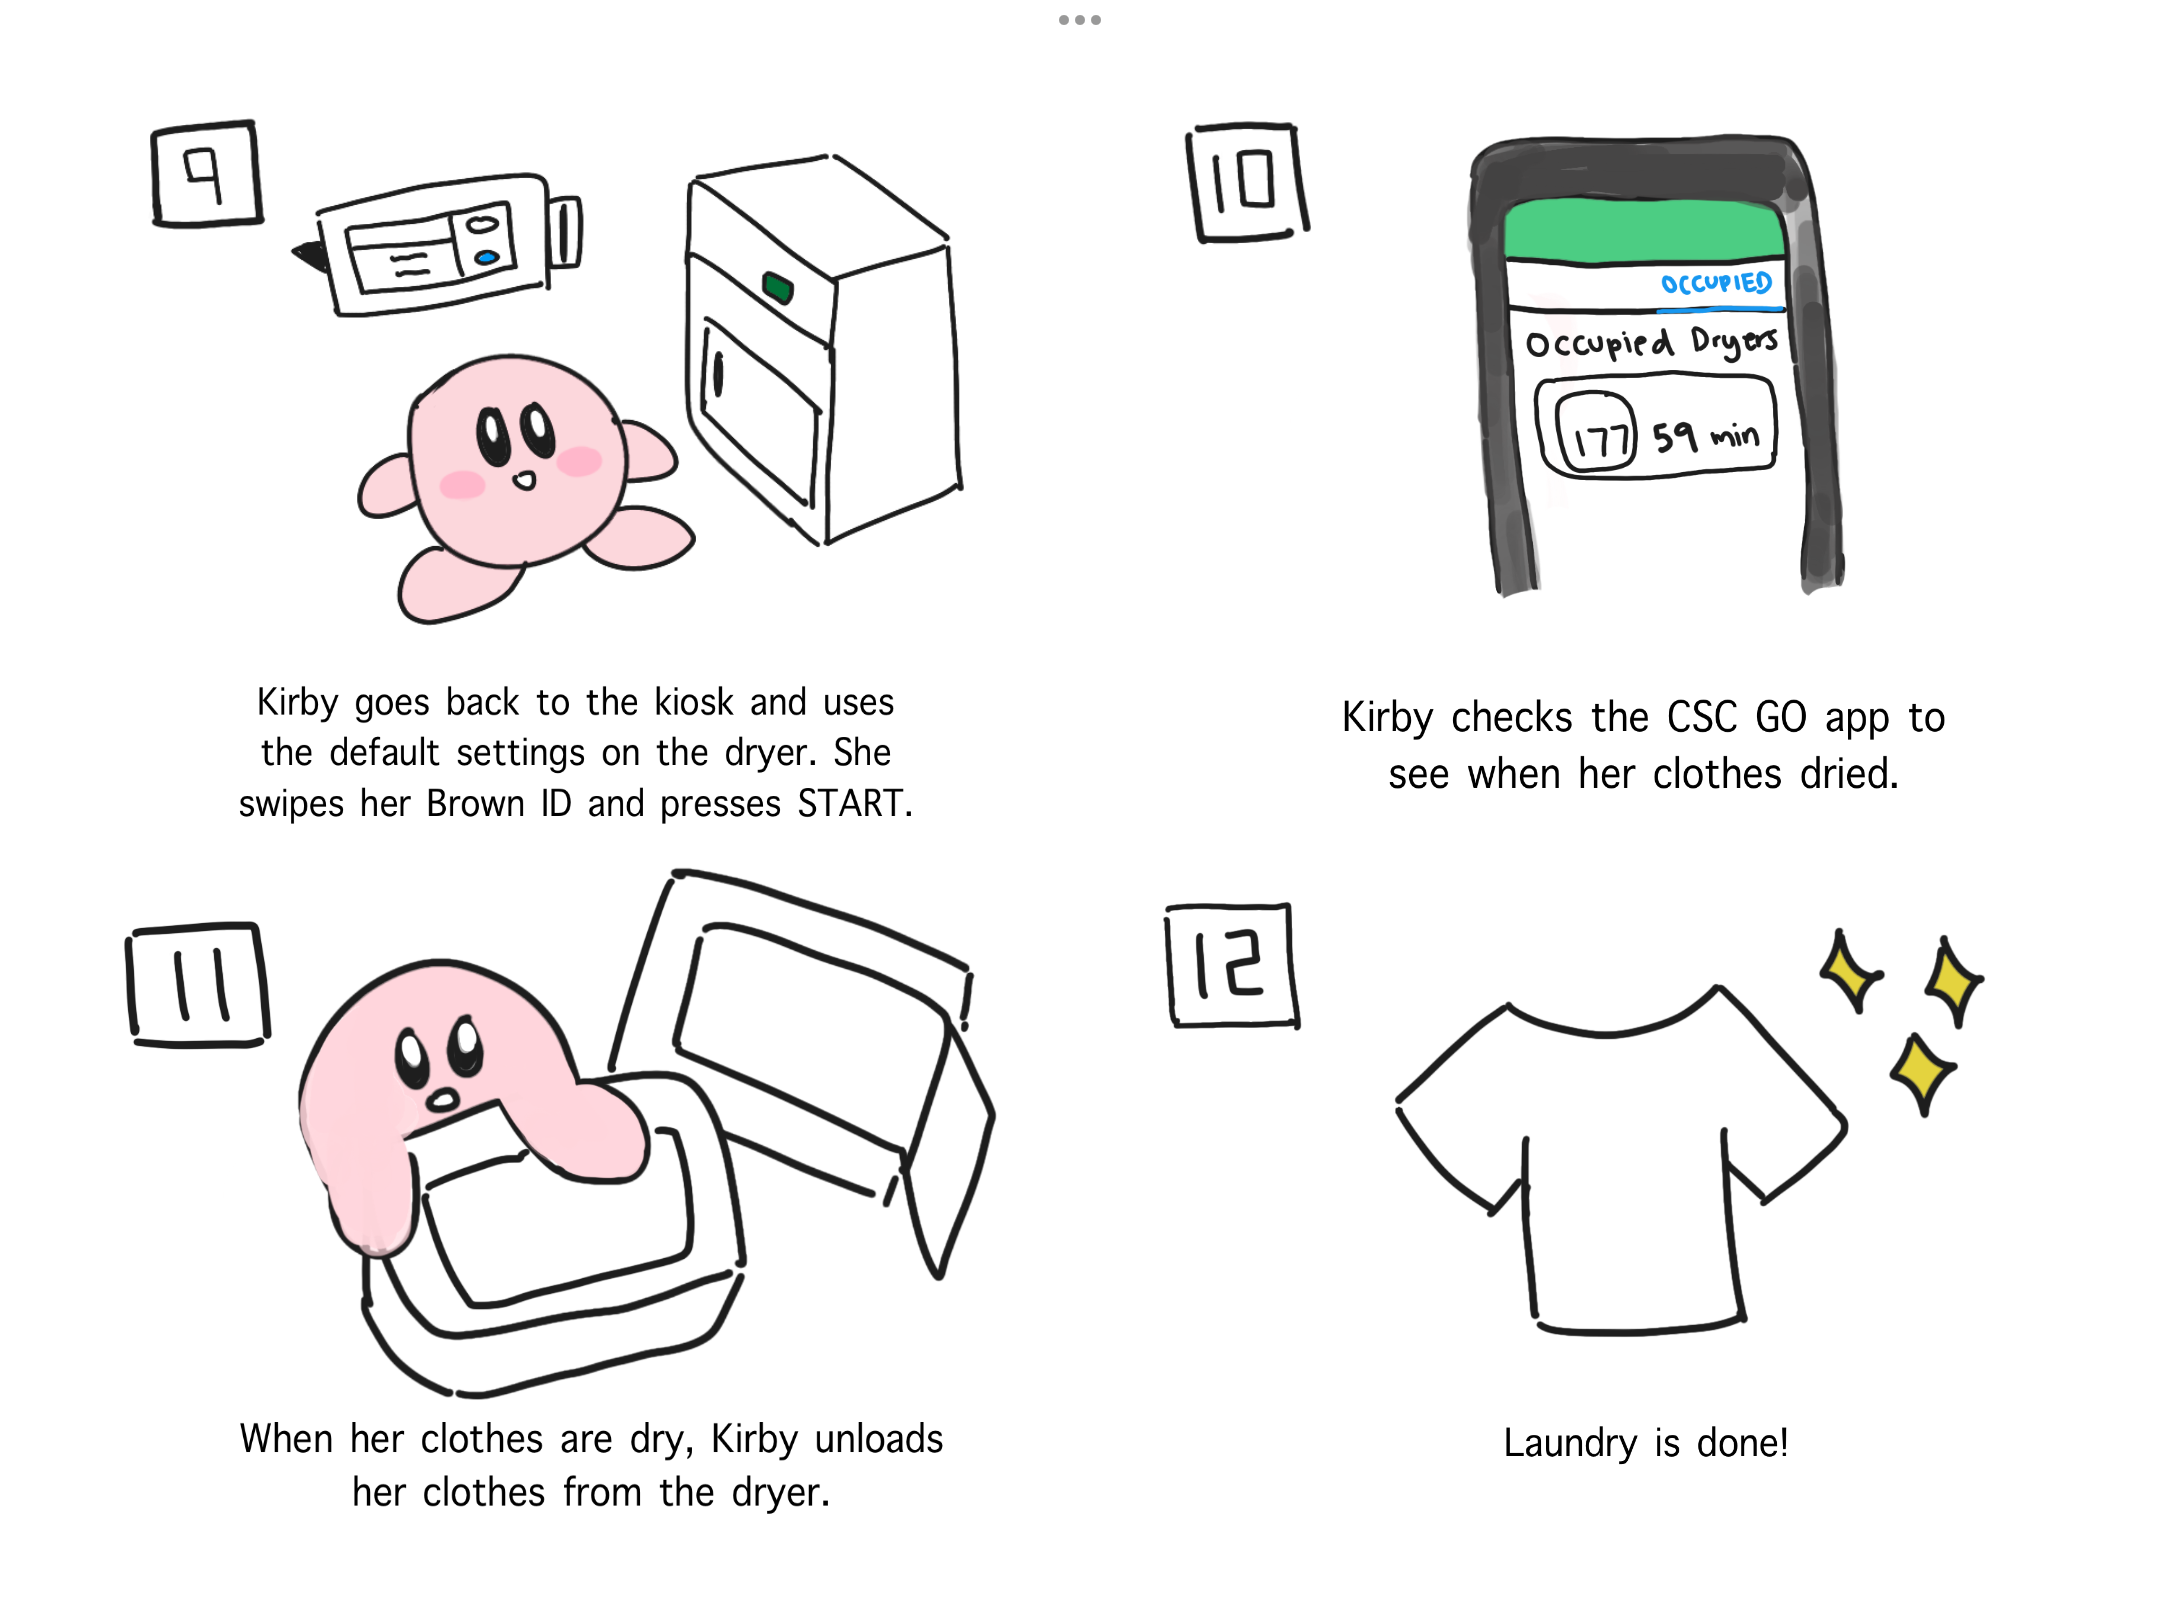 9
Kirby goes back to the kiosk and uses
the default settings on the dryer. She
swipes her Brown ID and presses START.
10
OCCUPIED
Occupied Dryers
177 59 min
Kirby checks the CSC GO app to
see when her clothes dried.
11
When her clothes are dry, Kirby unloads
her clothes from the dryer.
12
Laundry is done!